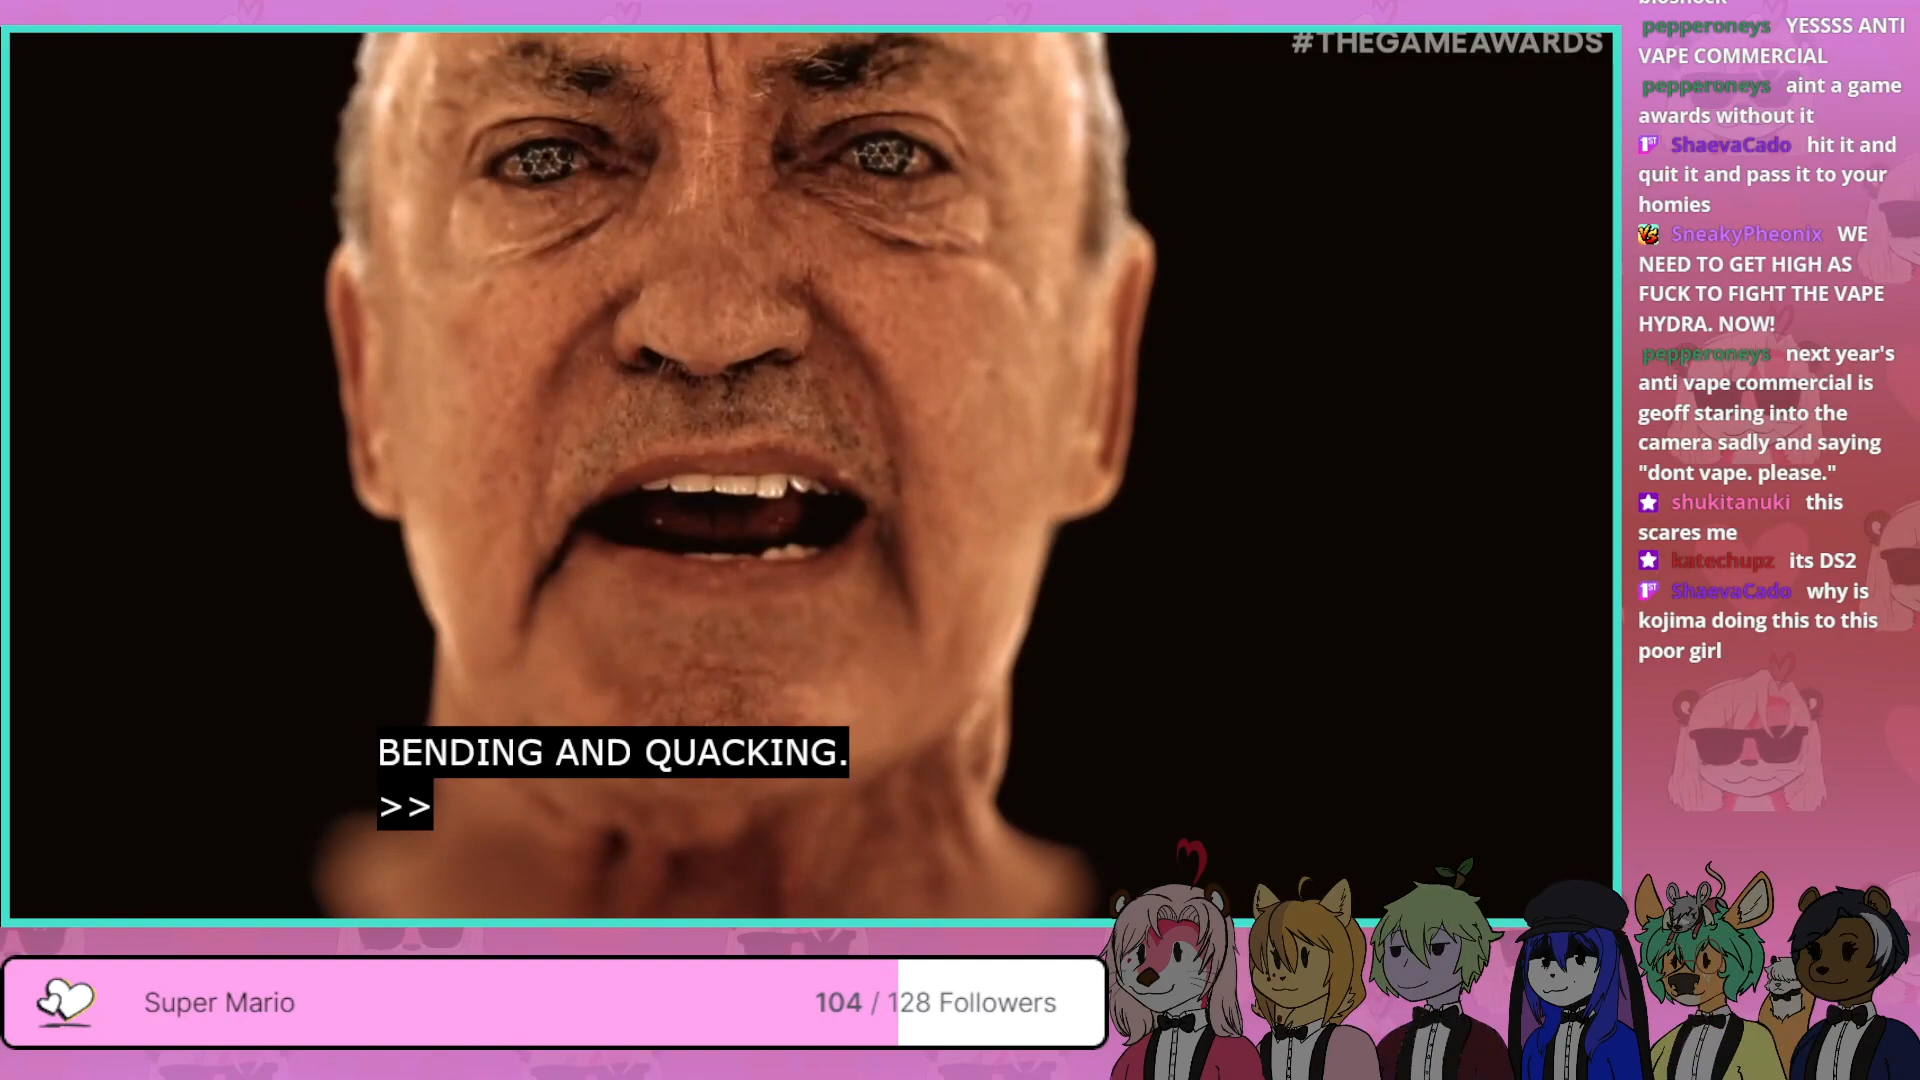 #THEGAMEAWARDS
BENDING AND QUACKING.
>>
Super Mario
104 / 128 Followers
bioshock
pepperoneys YESSSS ANTI
VAPE COMMERCIAL
pepperoneys aint a game
awards without it
1ST ShaevaCado hit it and
quit it and pass it to your
homies
SneakyPheonix WE
NEED TO GET HIGH AS
FUCK TO FIGHT THE VAPE
HYDRA. NOW!
pepperoneys next year's
anti vape commercial is
geoff staring into the
camera sadly and saying
"dont vape. please."
shukitanuki this
scares me
katechupz its DS2
1ST ShaevaCado why is
kojima doing this to this
poor girl